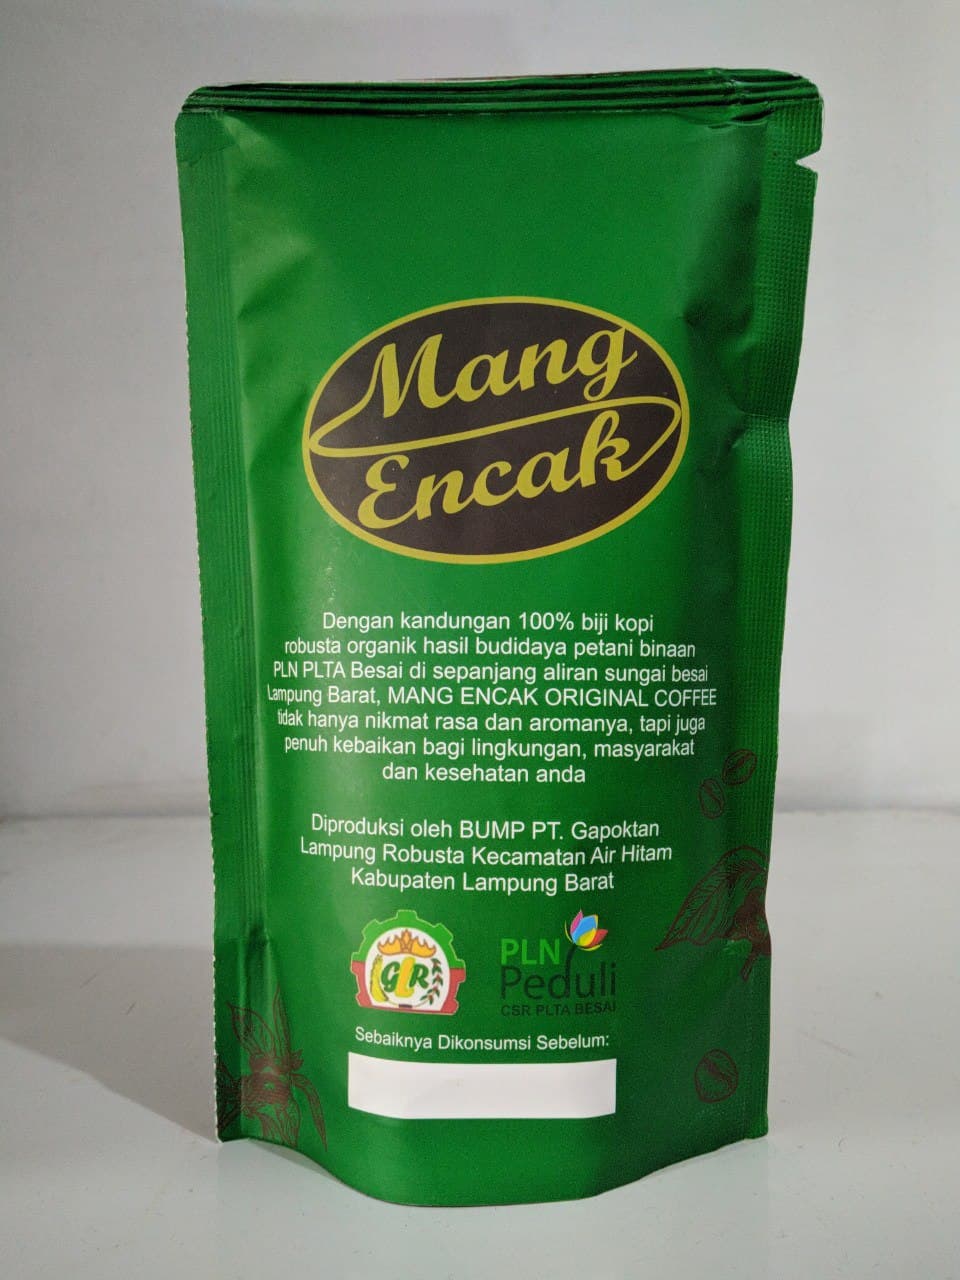 Mang
Encak
Dengan kandungan 100% biji kopi
robusta organik hasil budidaya petani binaan
PLN PLTA Besai di sepanjang aliran sungai besai
Lampung Barat, MANG ENCAK ORIGINAL COFFEE
tidak hanya nikmat rasa dan aromanya, tapi juga
penuh kebaikan bagi lingkungan, masyarakat
dan kesehatan anda
Diproduksi oleh BUMP PT. Gapoktan
Lampung Robusta Kecamatan Air Hitam
Kabupaten Lampung Barat
GLR
PLN
Peduli
CSR PLTA BESAI
Sebaiknya Dikonsumsi Sebelum: